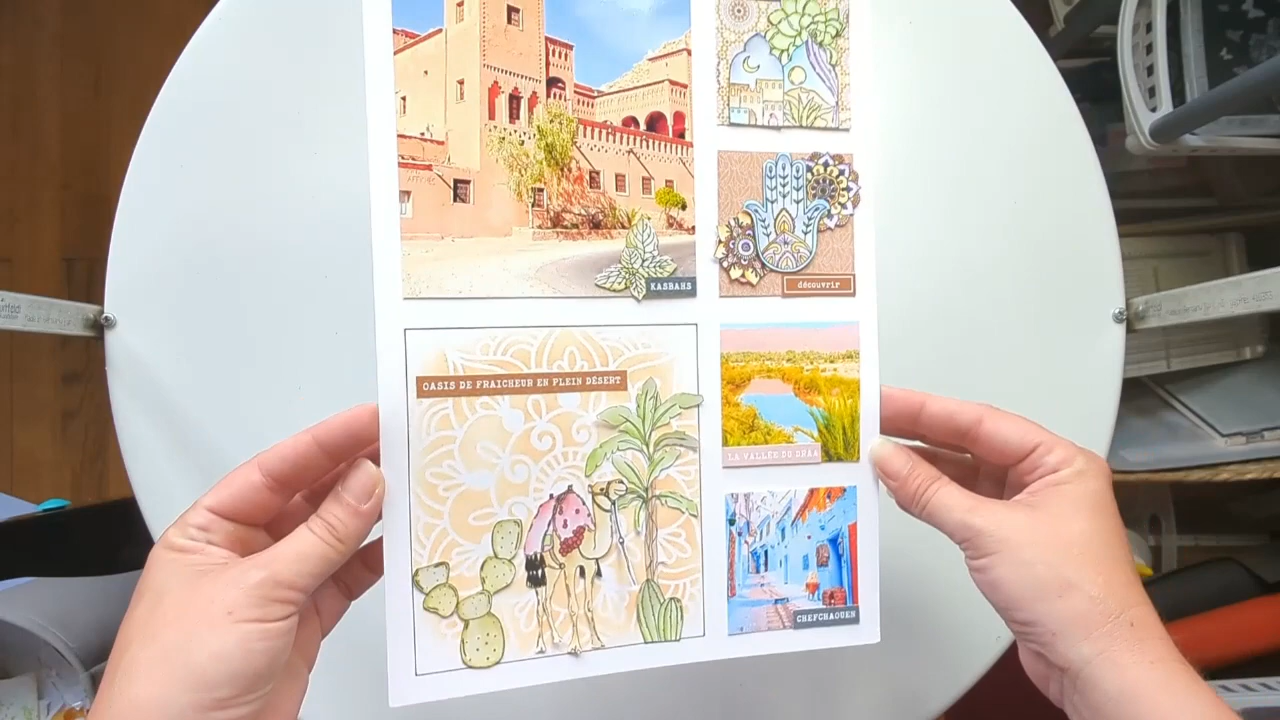 KASBAHS
découvrir
OASIS DE FRAICHEUR EN PLEIN DÉSERT
LA VALLÉE DU DRÂA
CHEFCHAOUEN